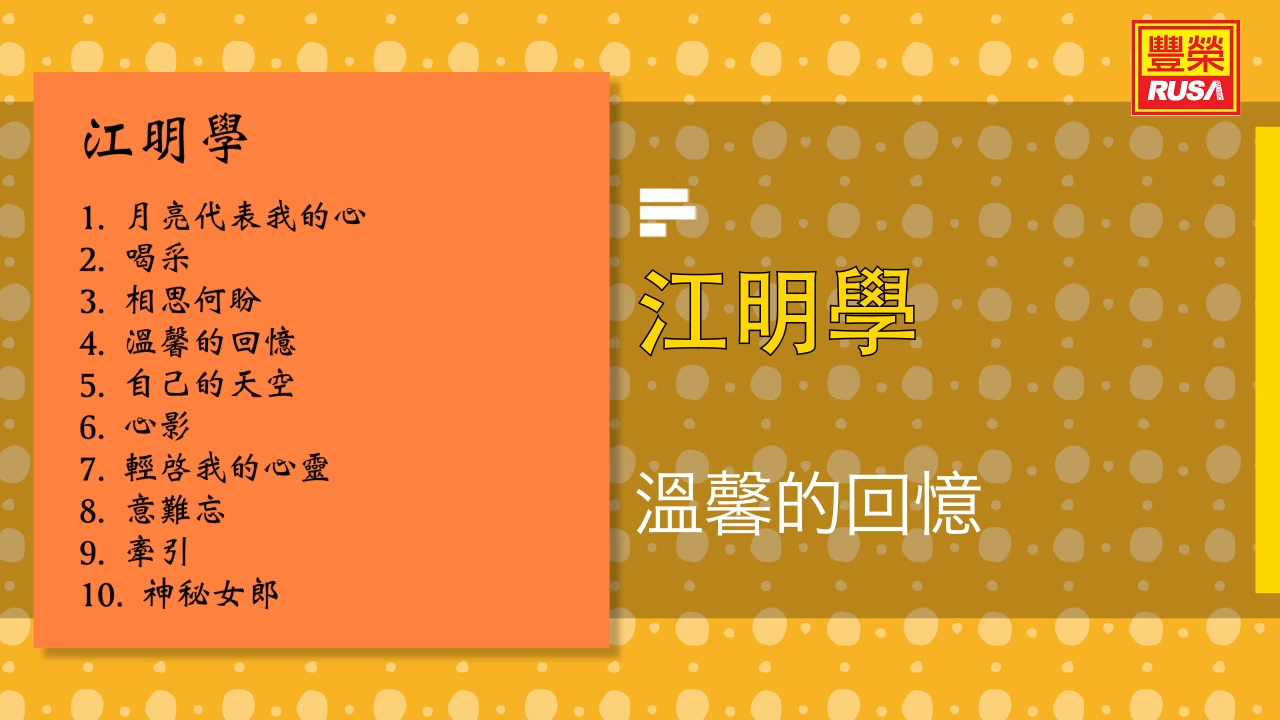 江明學
1. 月亮代表我的心
2. 喝采
3. 相思何盼
4. 溫馨的回憶
5. 自己的天空
6. 心影
7. 輕啓我的心靈
8. 意難忘
9. 牽引
10. 神秘女郎
豐榮
RUSA
江明學
溫馨的回憶